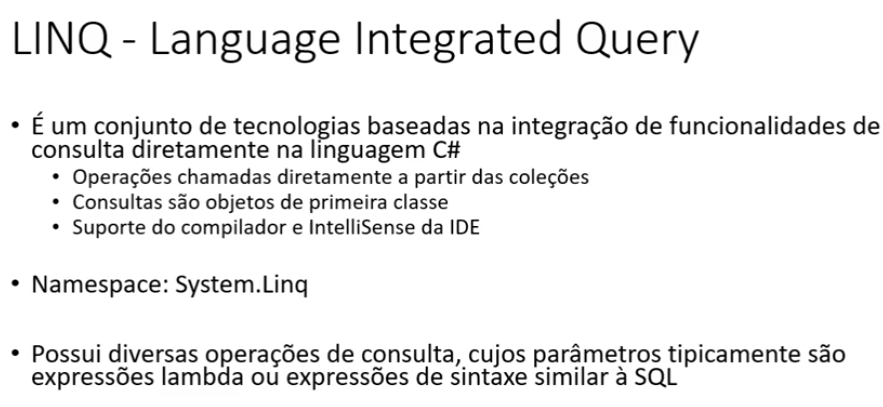 LINQ - Language Integrated Query
• É um conjunto de tecnologias baseadas na integração de funcionalidades de
consulta diretamente na linguagem C#
• Operações chamadas diretamente a partir das coleções
• Consultas são objetos de primeira classe
• Suporte do compilador e IntelliSense da IDE
• Namespace: System.Linq
• Possui diversas operações de consulta, cujos parâmetros tipicamente são
expressões lambda ou expressões de sintaxe similar à SQL